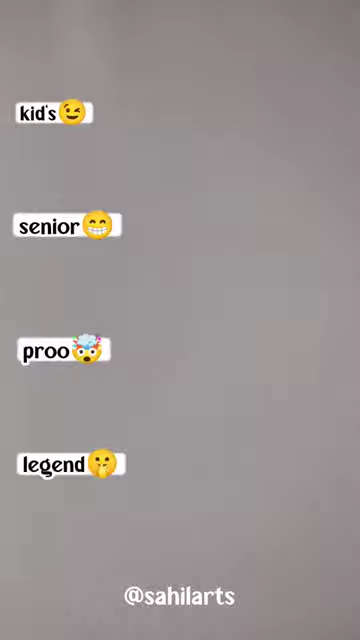 kid's😉
senior😁
proo🤯
legend🤫
@sahilarts